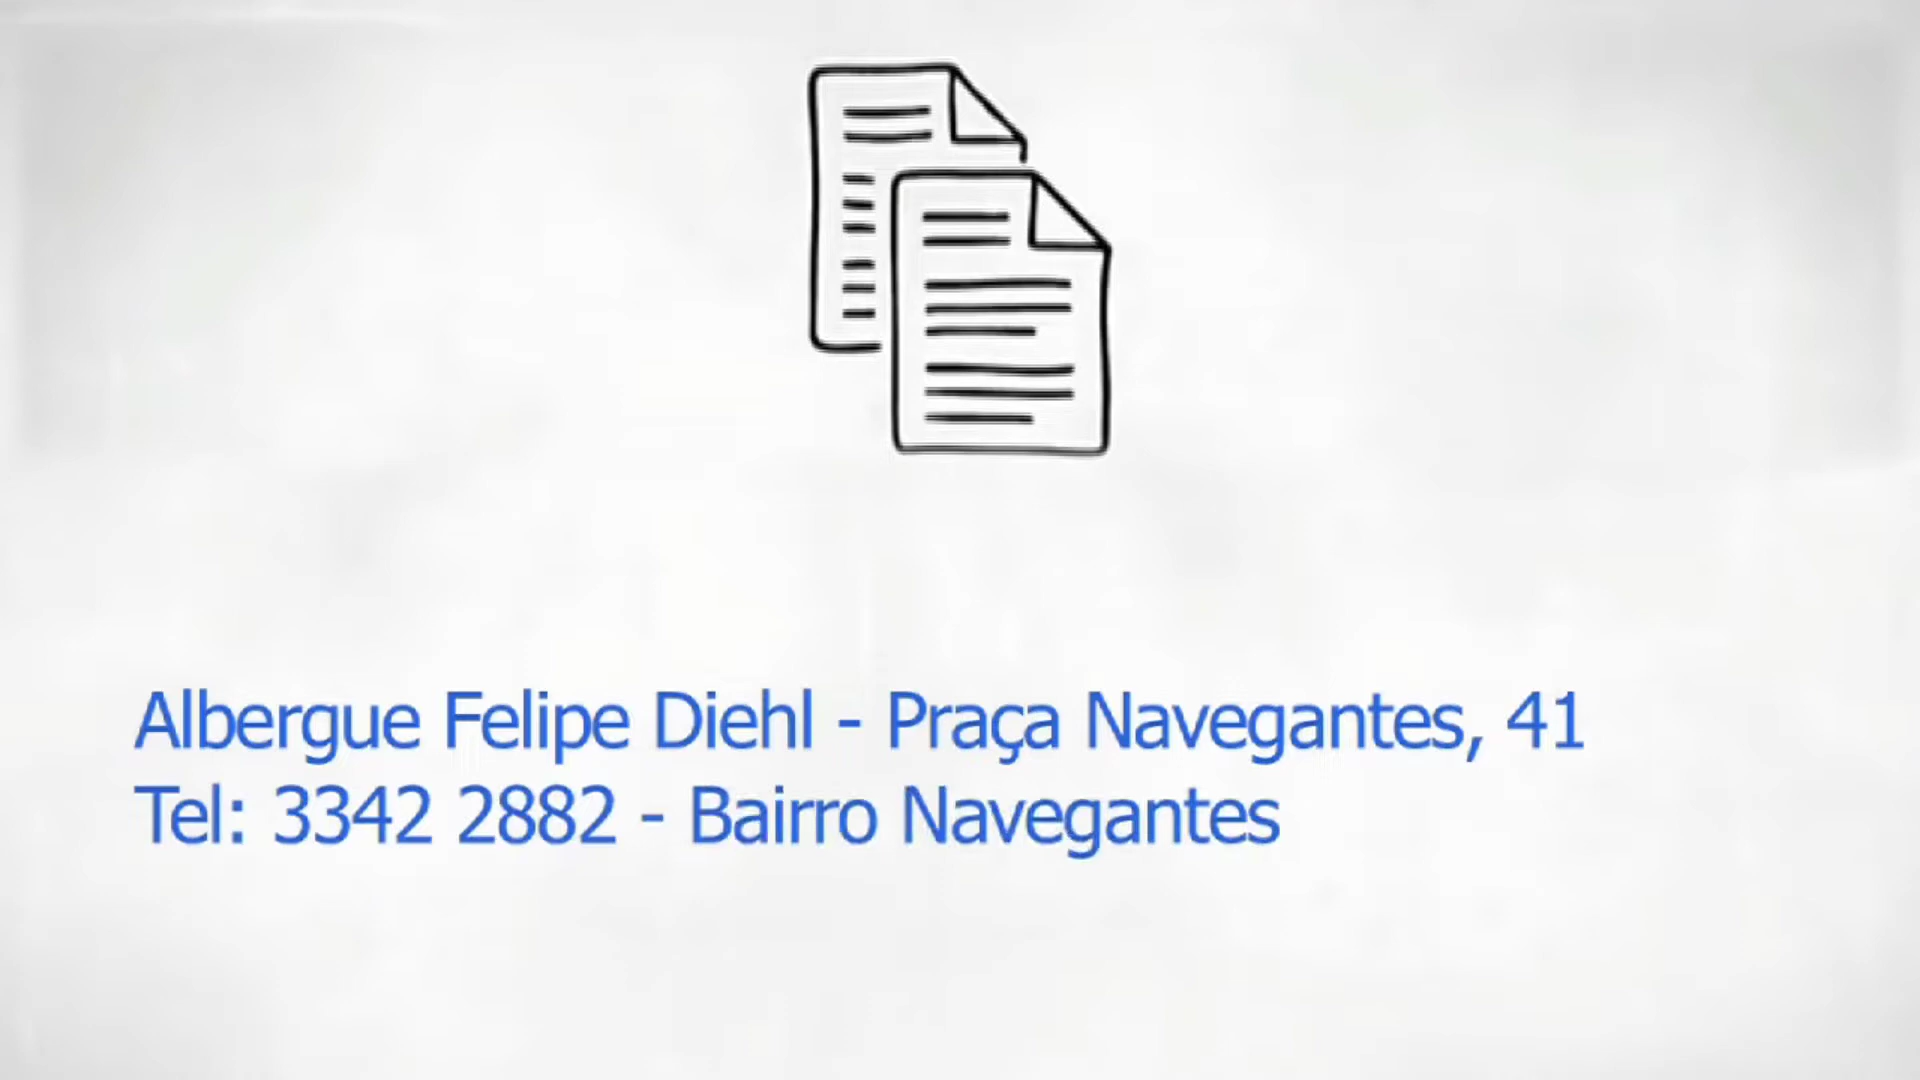 Albergue Felipe Diehl - Praça Navegantes, 41
Tel: 3342 2882 - Bairro Navegantes